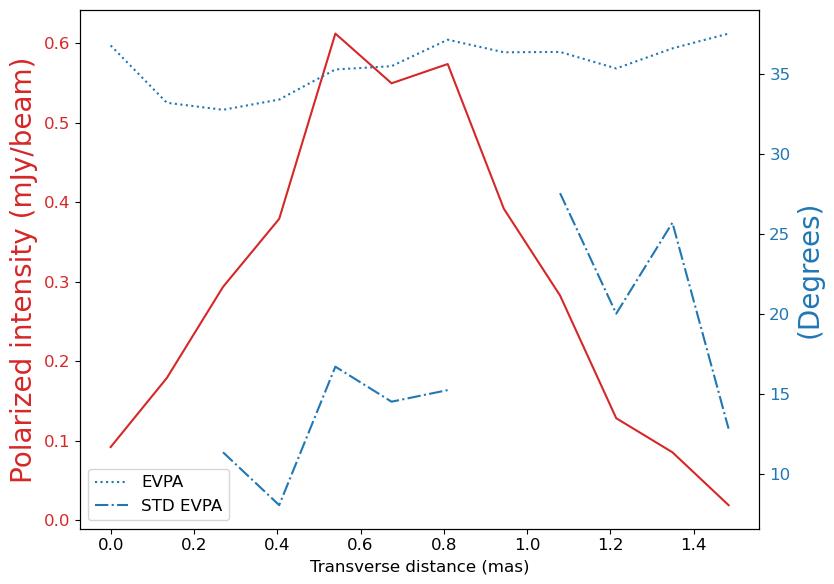 Polarized intensity (mJy/beam)
0.6
0.5
0.4
0.3
0.2
0.1
0.0
EVPA
STD EVPA
35
30
25
20
15
10
(Degrees)
0.0 0.2 0.4 0.6 0.8 1.0 1.2 1.4
Transverse distance (mas)